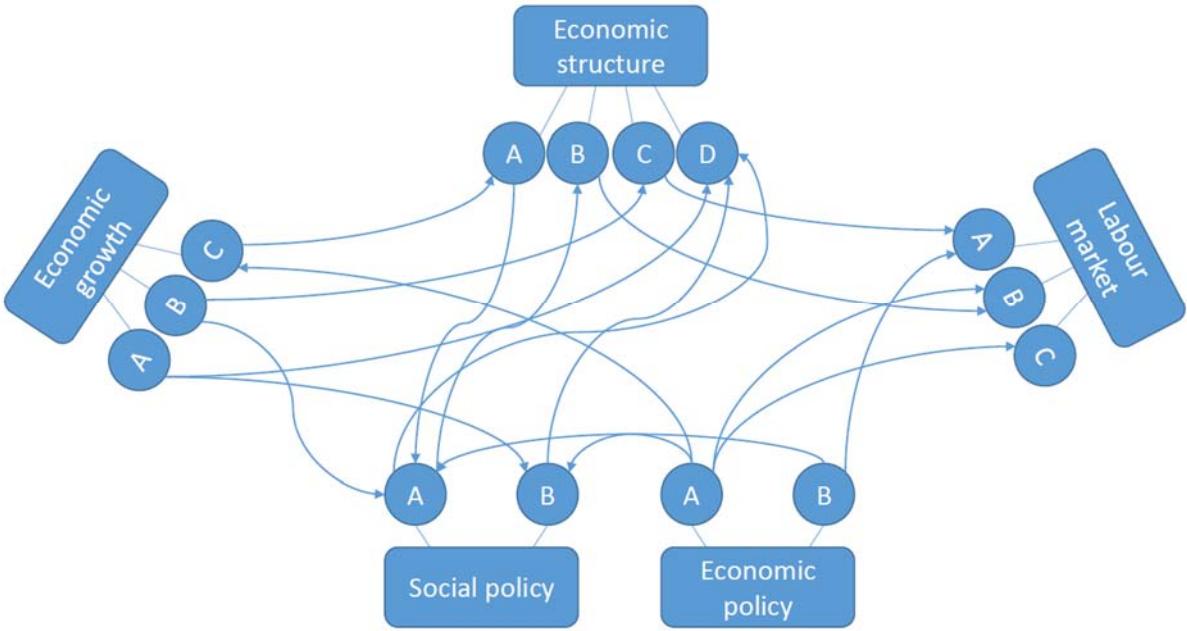 Economic
structure
A B C D
Economic
growth
C
B
A
Labour
market
A
B
C
A B
Social policy
A B
Economic
policy